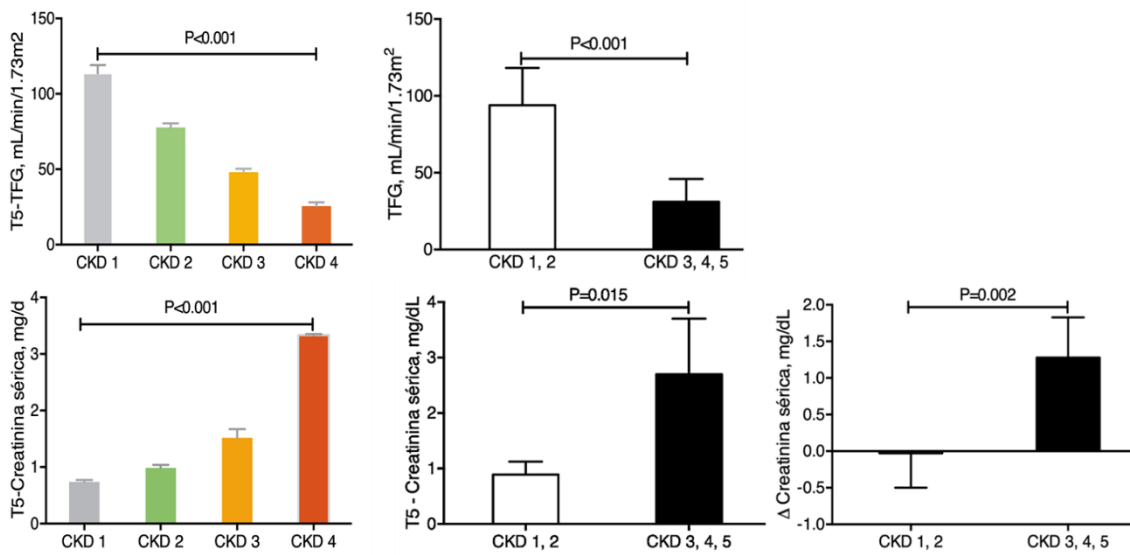 T5-TFG, mL/min/1.73m2
150
100
50
0
P<0.001
CKD 1
CKD 2
CKD 3
CKD 4
TFG, mL/min/1.73m²
150
100
50
0
P<0.001
CKD 1, 2
CKD 3, 4, 5
T5-Creatinina sérica, mg/d
4
3
2
1
0
P<0.001
CKD 1
CKD 2
CKD 3
CKD 4
T5 - Creatinina sérica, mg/dL
4
3
2
1
0
P=0.015
CKD 1, 2
CKD 3, 4, 5
Δ Creatinina sérica, mg/dL
2.0
1.5
1.0
0.5
0.0
-0.5
-1.0
P=0.002
CKD 1, 2
CKD 3, 4, 5